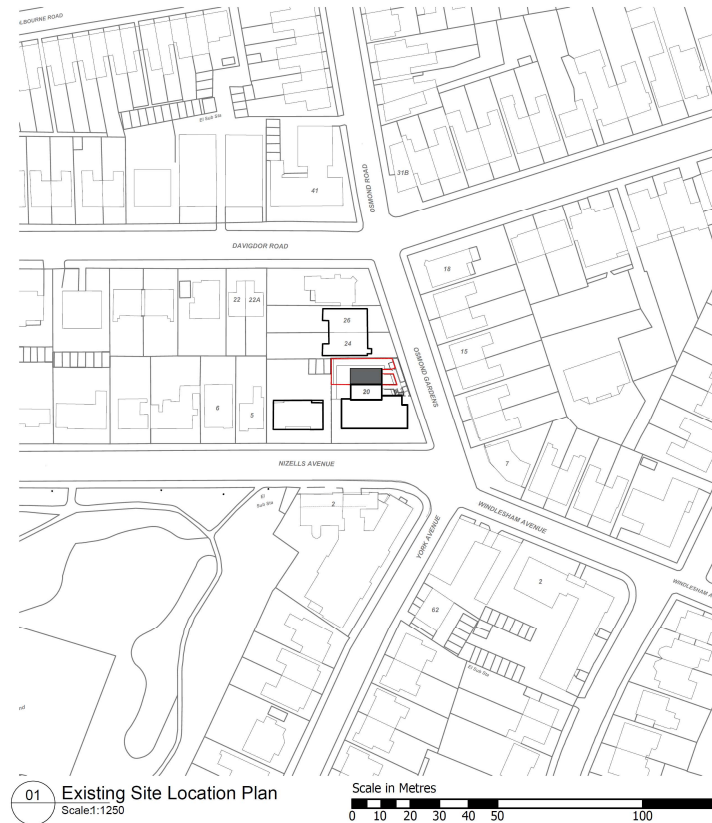 ILBOURNE ROAD
El Sub Sta
41
OSMOND ROAD
31B
DAVIGDOR ROAD
18
22
22A
26
24
15
OSMOND GARDENS
20
6
5
7
NIZELLS AVENUE
El
Sub Sta
2
YORK AVENUE
WINDLESHAM AVENUE
2
WINDLESHAM A
62
El Sub Sta
nd
01
Existing Site Location Plan
Scale:1:1250
Scale in Metres
0 10 20 30 40 50 100